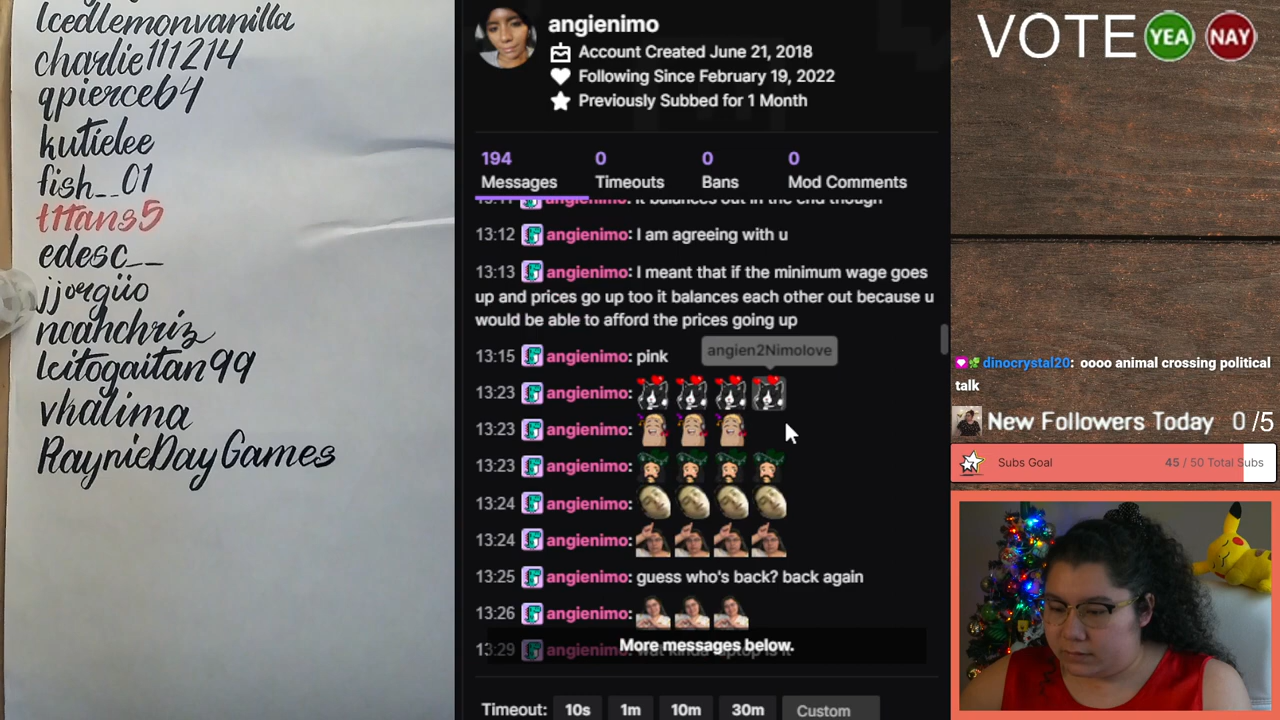 Icedlemonvanilla
charlie111214
qpierce64
kutielee
fish__01
t1tans5
edesc__
jjorgüo
noahchriz
leitogaitan99
vhalima
RaynieDayGames
angienimo
Account Created June 21, 2018
Following Since February 19, 2022
Previously Subbed for 1 Month
194 Messages
0 Timeouts
0 Bans
0 Mod Comments
13:11 angienimo: it balances out in the end though
13:12 angienimo: I am agreeing with u
13:13 angienimo: I meant that if the minimum wage goes
up and prices go up too it balances each other out because u
would be able to afford the prices going up
13:15 angienimo: pink
angien2Nimolove
13:23 angienimo:
13:23 angienimo:
13:23 angienimo:
13:24 angienimo:
13:24 angienimo:
13:25 angienimo: guess who's back? back again
13:26 angienimo:
13:29 angienimo:
More messages below.
Timeout: 10s 1m 10m 30m Custom
VOTE YEA NAY
dinocrystal20: oooo animal crossing political
talk
New Followers Today 0 /5
Subs Goal 45 / 50 Total Subs